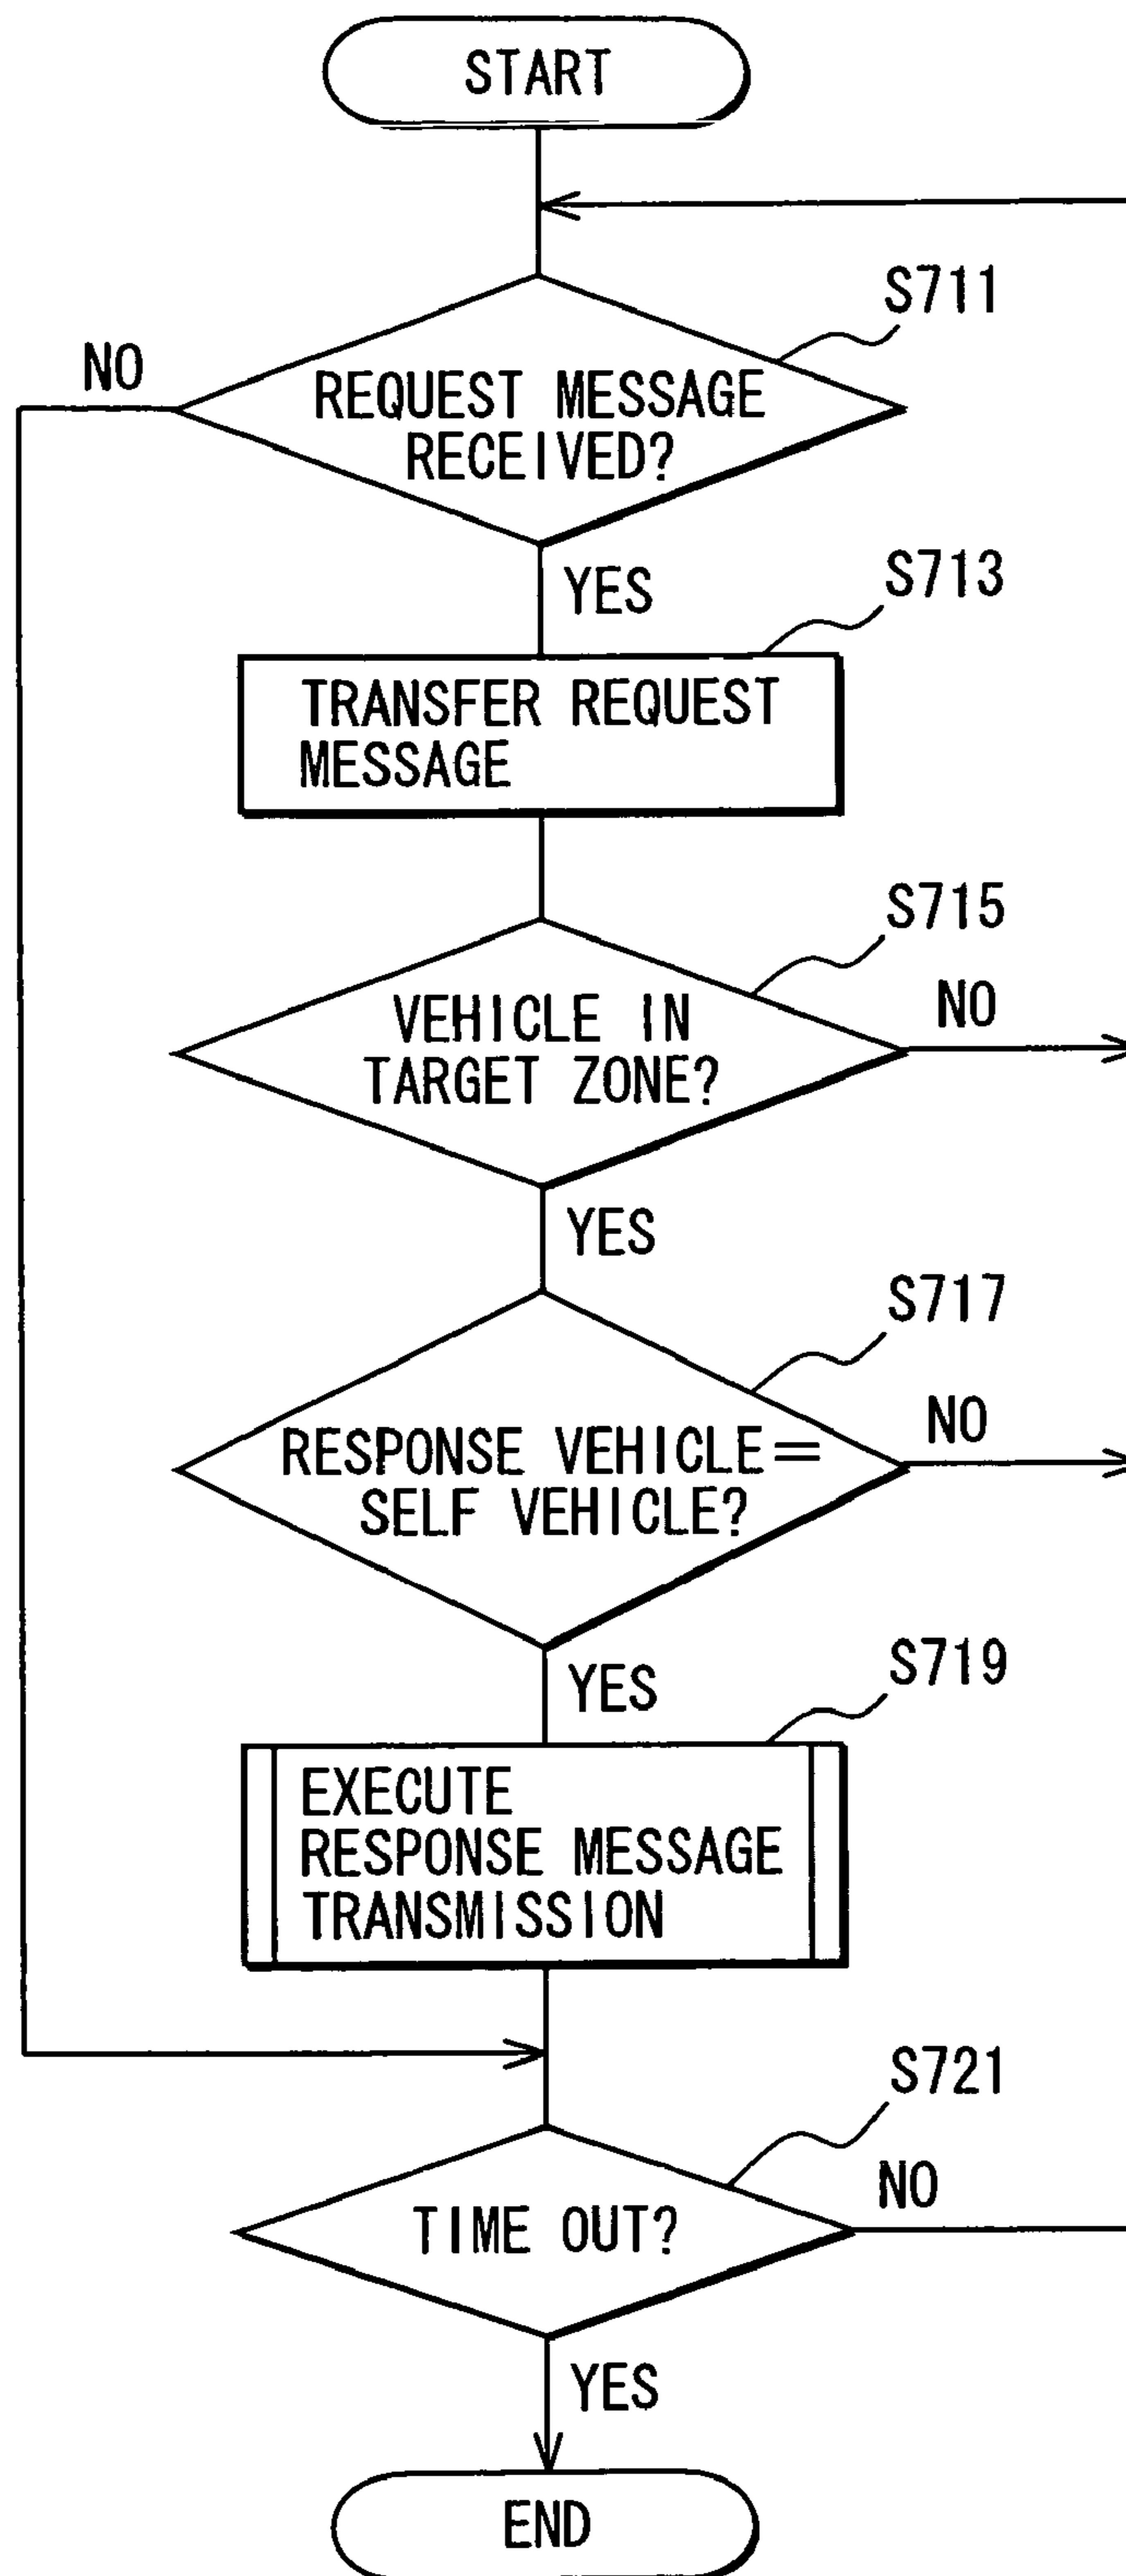 START
S711
NO
REQUEST MESSAGE
RECEIVED?
YES
S713
TRANSFER REQUEST
MESSAGE
S715
NO
VEHICLE IN
TARGET ZONE?
YES
S717
NO
RESPONSE VEHICLE=
SELF VEHICLE?
YES
S719
EXECUTE
RESPONSE MESSAGE
TRANSMISSION
S721
NO
TIME OUT?
YES
END